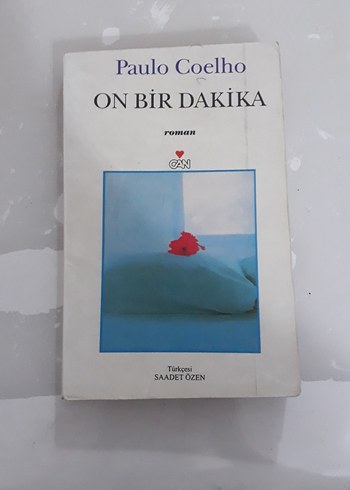 Paulo Coelho
ON BİR DAKİKA
roman
CAN
Türkçesi
SAADET ÖZEN